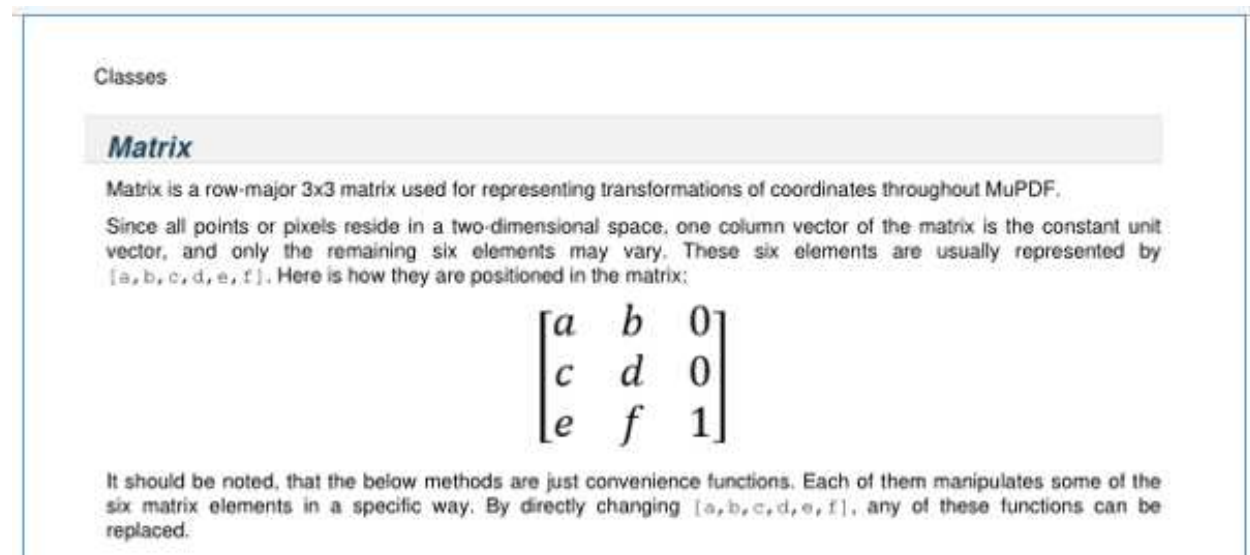 Classes
Matrix
Matrix is a row-major 3x3 matrix used for representing transformations of coordinates throughout MuPDF.
Since all points or pixels reside in a two-dimensional space, one column vector of the matrix is the constant unit
vector, and only the remaining six elements may vary. These six elements are usually represented by
[a,b,c,d,e,f]. Here is how they are positioned in the matrix:
a b 0
c d 0
e f 1
It should be noted, that the below methods are just convenience functions. Each of them manipulates some of the
six matrix elements in a specific way. By directly changing [a,b,c,d,e,f], any of these functions can be
replaced.